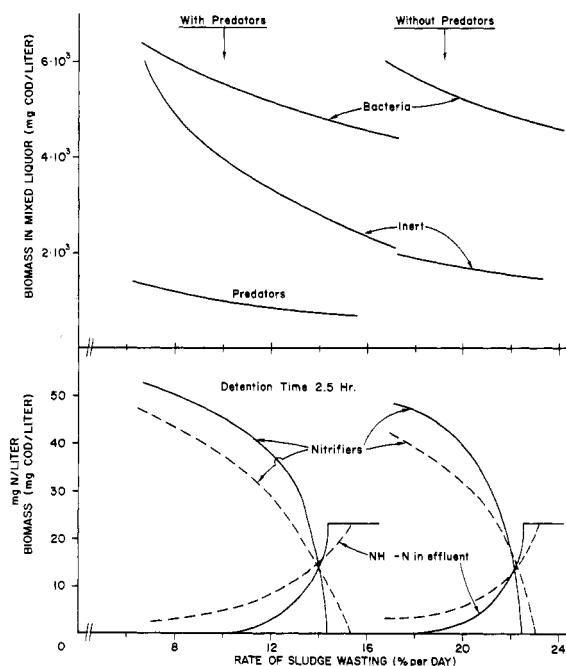 With Predators
Without Predators
BIOMASS IN MIXED LIQUOR (mg COD/LITER)
6·10³
4·10³
2·10³
Bacteria
Inert
Predators
Detention Time 2.5 Hr.
mg N/LITER
BIOMASS (mg COD/LITER)
50
40
30
20
10
0
Nitrifiers
NH -N in effluent
8
12
16
20
24
RATE OF SLUDGE WASTING (% per DAY)